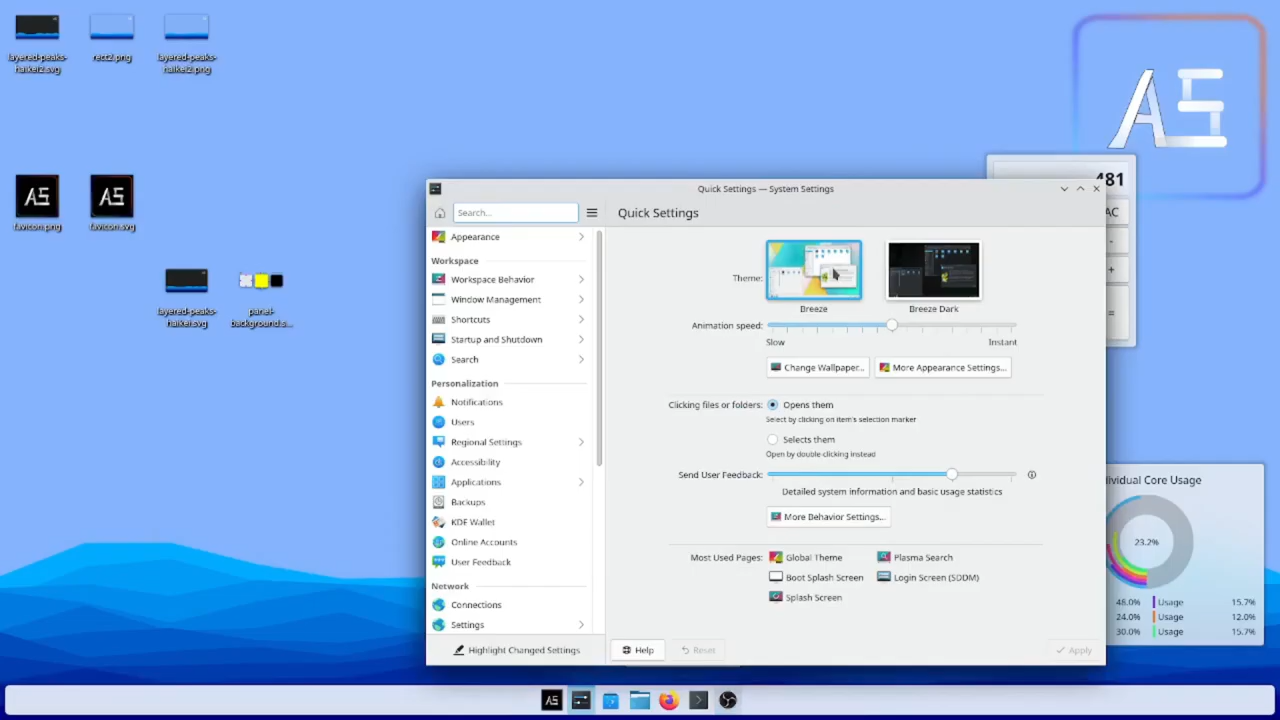 layered-peaks-
haikei2.svg
rect2.png
layered-peaks-
haikei2.png
AS
AS
favicon.png
AS
favicon.svg
layered-peaks-
haikei.svg
panel-
background.s...
481
AC
-
+
=
Quick Settings — System Settings
Search...
Quick Settings
Appearance
Workspace
Workspace Behavior
Window Management
Shortcuts
Startup and Shutdown
Search
Personalization
Notifications
Users
Regional Settings
Accessibility
Applications
Backups
KDE Wallet
Online Accounts
User Feedback
Network
Connections
Settings
Highlight Changed Settings
Theme:
Breeze
Breeze Dark
Animation speed:
Slow
Instant
Change Wallpaper...
More Appearance Settings...
Clicking files or folders:
Opens them
Select by clicking on item's selection marker
Selects them
Open by double-clicking instead
Send User Feedback:
Detailed system information and basic usage statistics
More Behavior Settings...
Most Used Pages:
Global Theme
Plasma Search
Boot Splash Screen
Login Screen (SDDM)
Splash Screen
Help
Reset
Apply
ividual Core Usage
23.2%
48.0% Usage 15.7%
24.0% Usage 12.0%
30.0% Usage 15.7%
AS